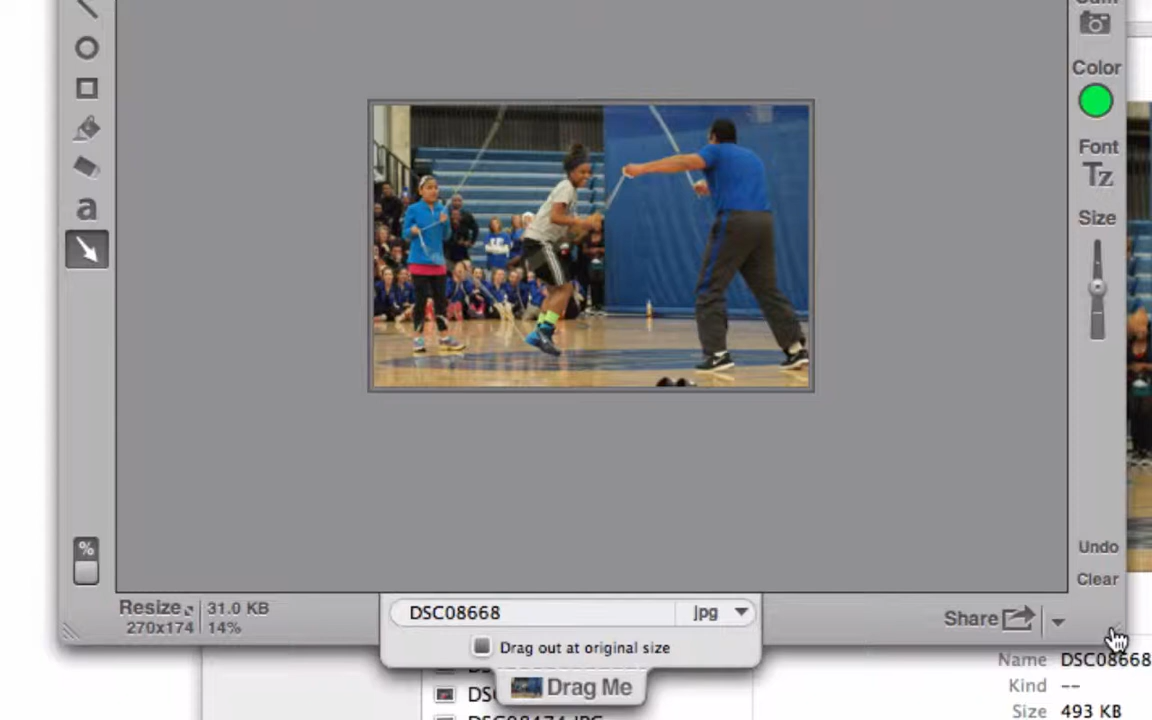 Color
Font
Tz
Size
a
%
Undo
Clear
Resize 31.0 KB
270x174 14%
DSC08668 jpg
Share
Drag out at original size
Drag Me
Name DSC08668
Kind --
Size 493 KB